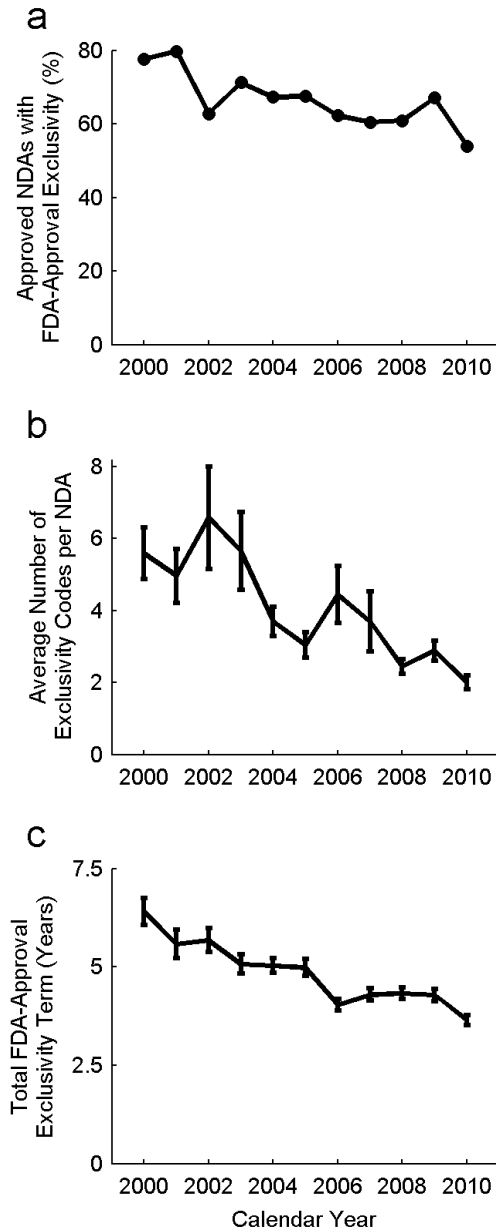 a
Approved NDAs with
FDA-Approval Exclusivity (%)
80
60
40
20
0
2000 2002 2004 2006 2008 2010
b
Average Number of
Exclusivity Codes per NDA
8
6
4
2
0
2000 2002 2004 2006 2008 2010
c
Total FDA-Approval
Exclusivity Term (Years)
7.5
5
2.5
0
2000 2002 2004 2006 2008 2010
Calendar Year